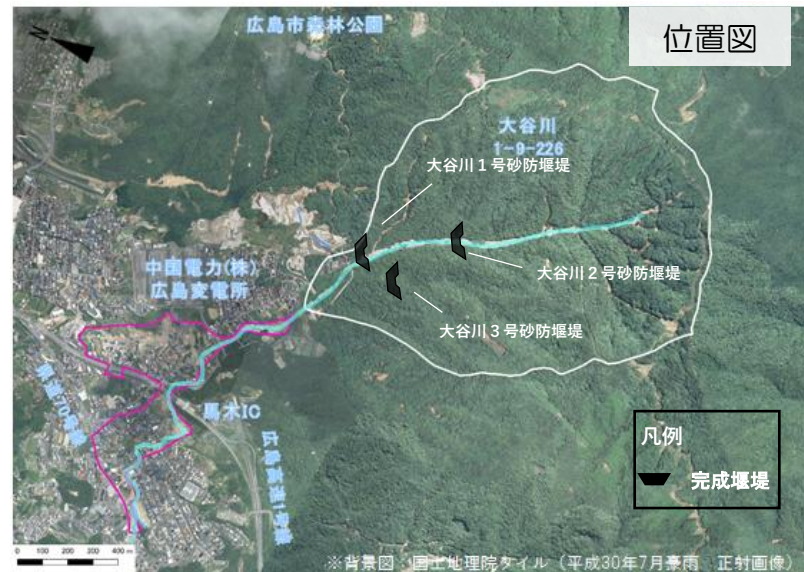 位置図
N
広島市森林公園
大谷川
1-9-226
大谷川1号砂防堰堤
中国電力(株)
広島変電所
大谷川2号砂防堰堤
大谷川3号砂防堰堤
県道70号線
馬木IC
広島高速1号線
凡例
完成堰堤
0 100 200 300 400 m
※背景図:国土地理院タイル(平成30年7月豪雨 正射画像)